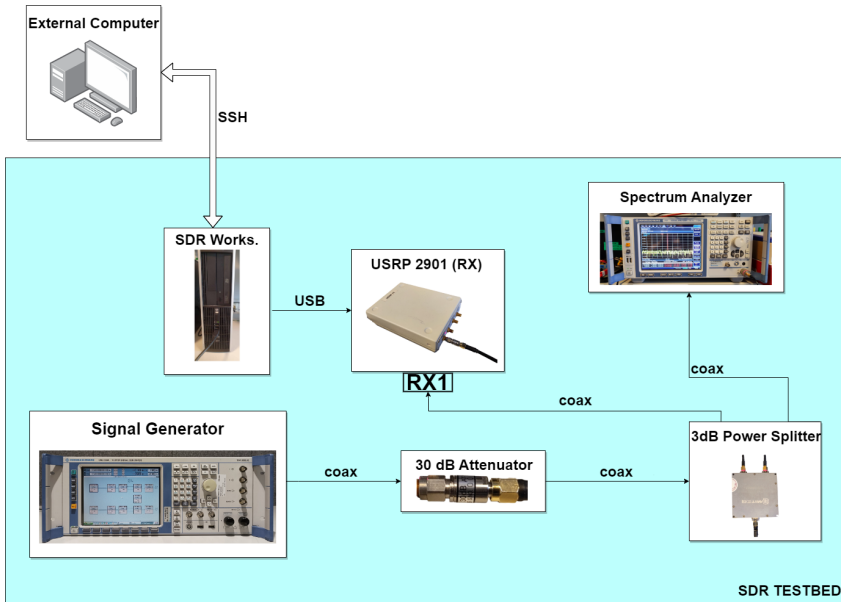 External Computer
SSH
Spectrum Analyzer
SDR Works.
USRP 2901 (RX)
USB
RX1
coax
coax
Signal Generator
3dB Power Splitter
30 dB Attenuator
coax
coax
SDR TESTBED